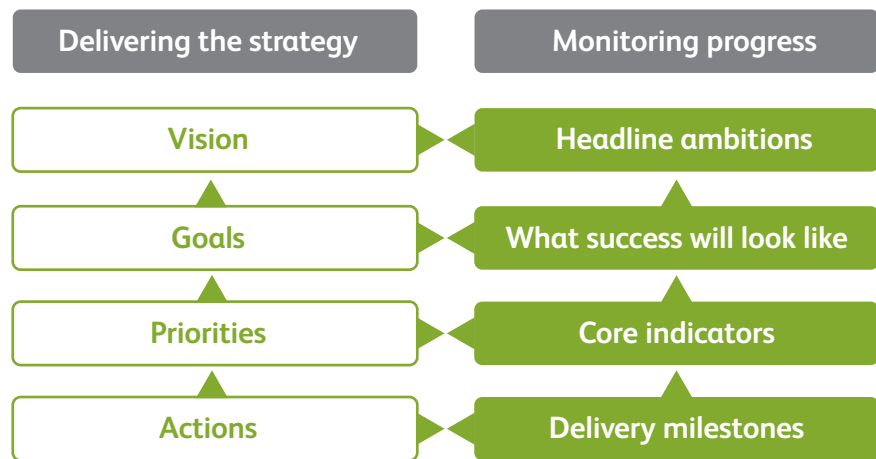 Delivering the strategy
Monitoring progress
Vision
Headline ambitions
Goals
What success will look like
Priorities
Core indicators
Actions
Delivery milestones